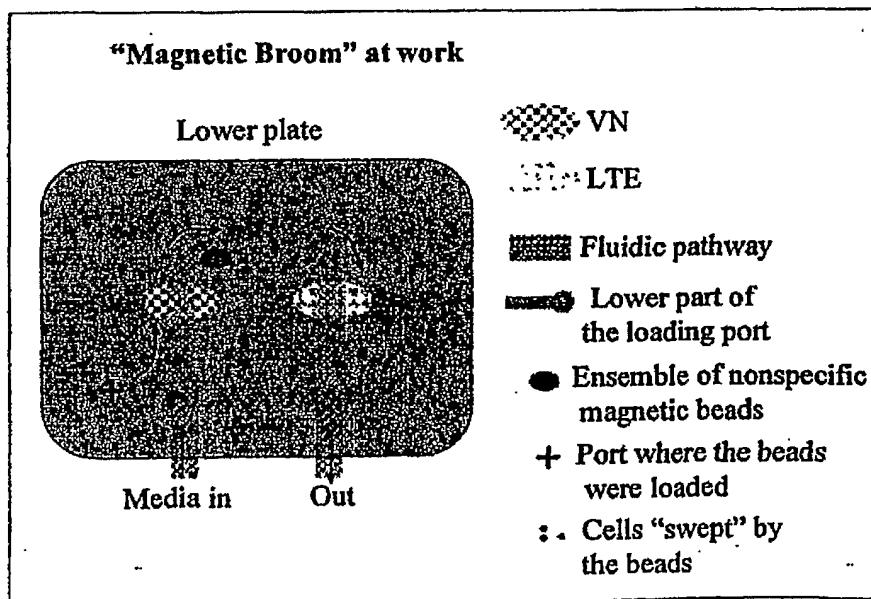 “Magnetic Broom” at work
Lower plate
Media in
Out
VN
LTE
Fluidic pathway
Lower part of
the loading port
Ensemble of nonspecific
magnetic beads
Port where the beads
were loaded
Cells “swept” by
the beads